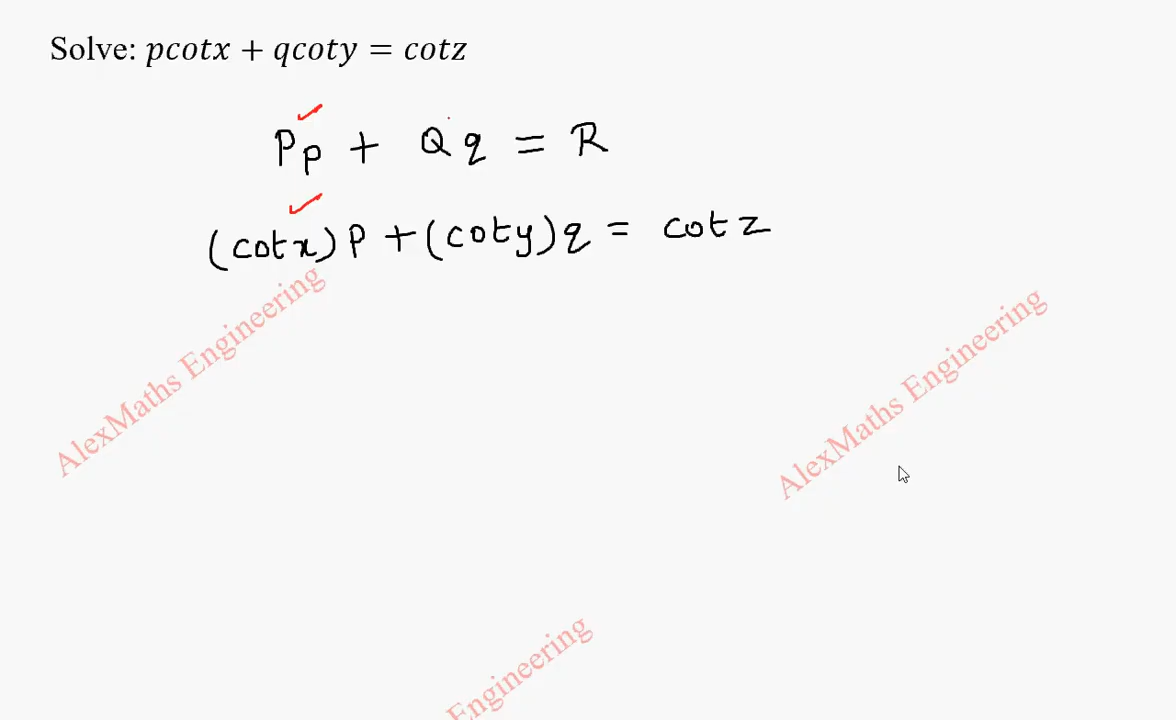 Solve: pcotx + qcoty = cotz
Pp + Qq = R
(cotx)p + (coty)q = cotz
AlexMaths Engineering
AlexMaths Engineering
Engineering